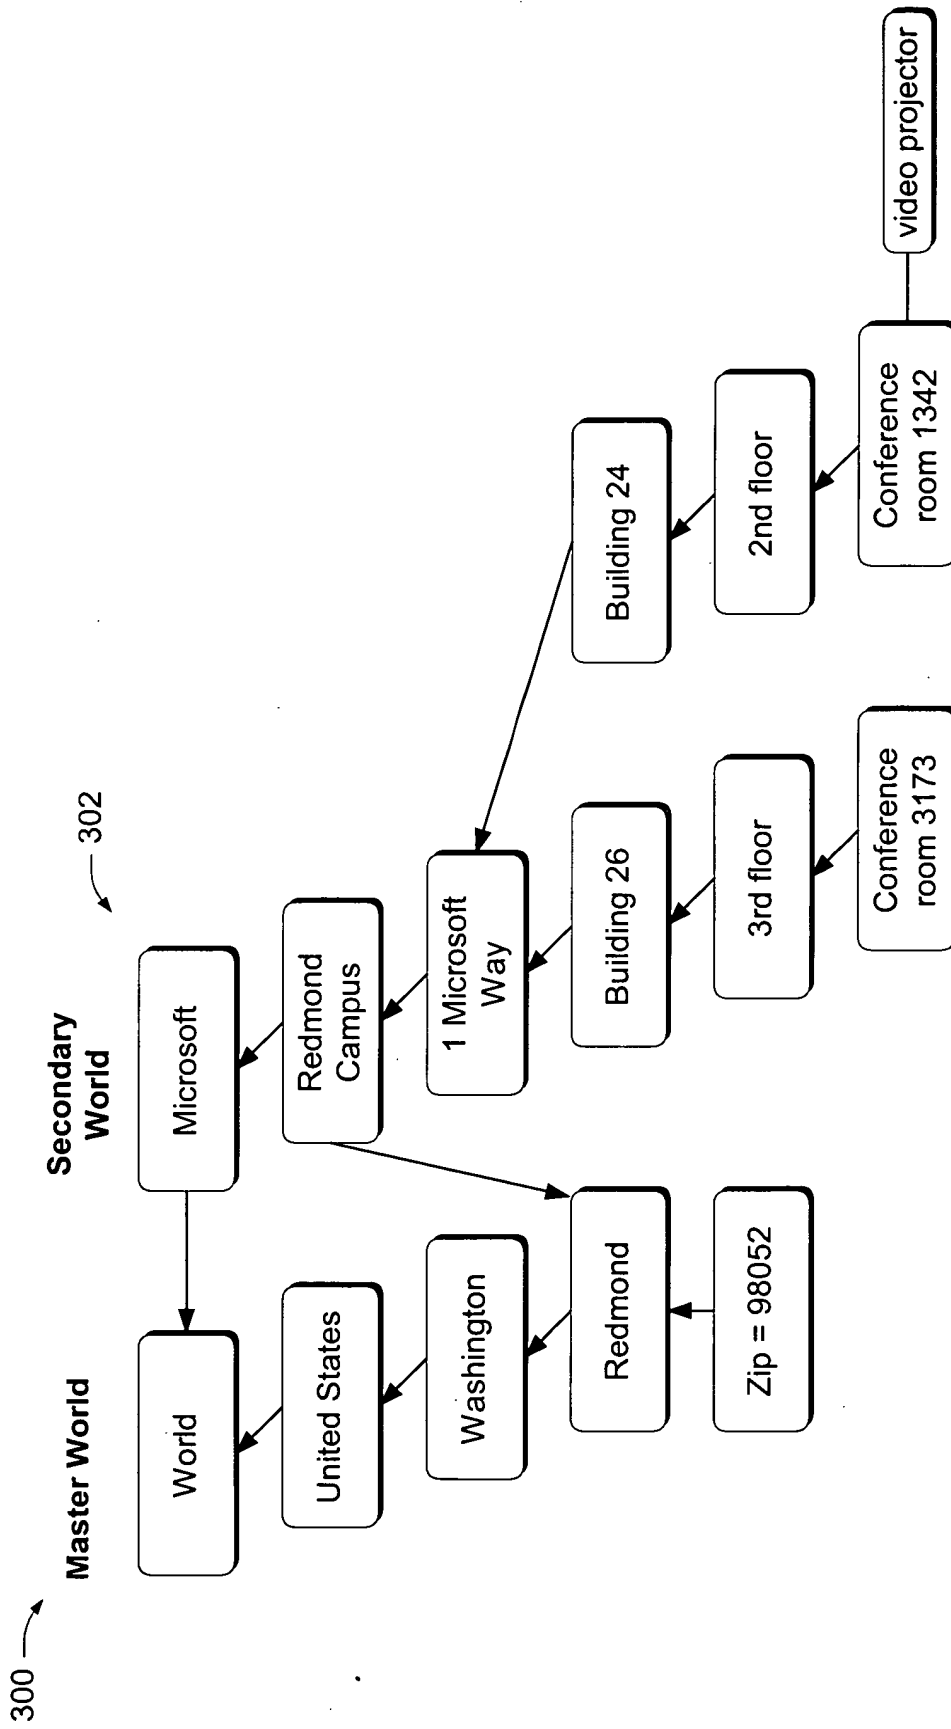 300
Master World
Secondary
World
302
World
Microsoft
United States
Redmond
Campus
Washington
1 Microsoft
Way
Redmond
Building 26
Building 24
Zip = 98052
3rd floor
2nd floor
Conference
room 3173
Conference
room 1342
video projector